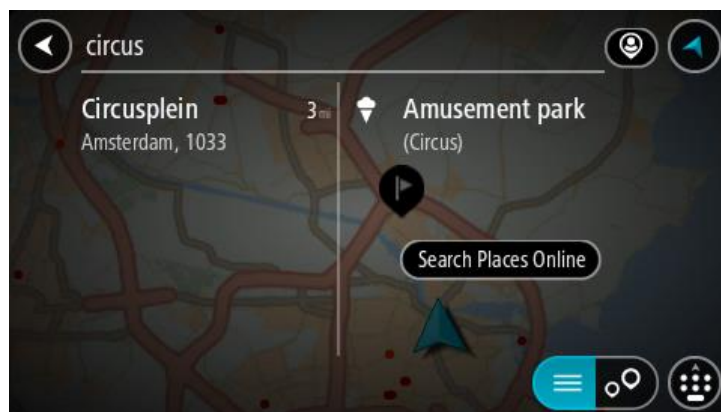 circus
Circusplein 3 mi
Amsterdam, 1033
Amusement park
(Circus)
Search Places Online